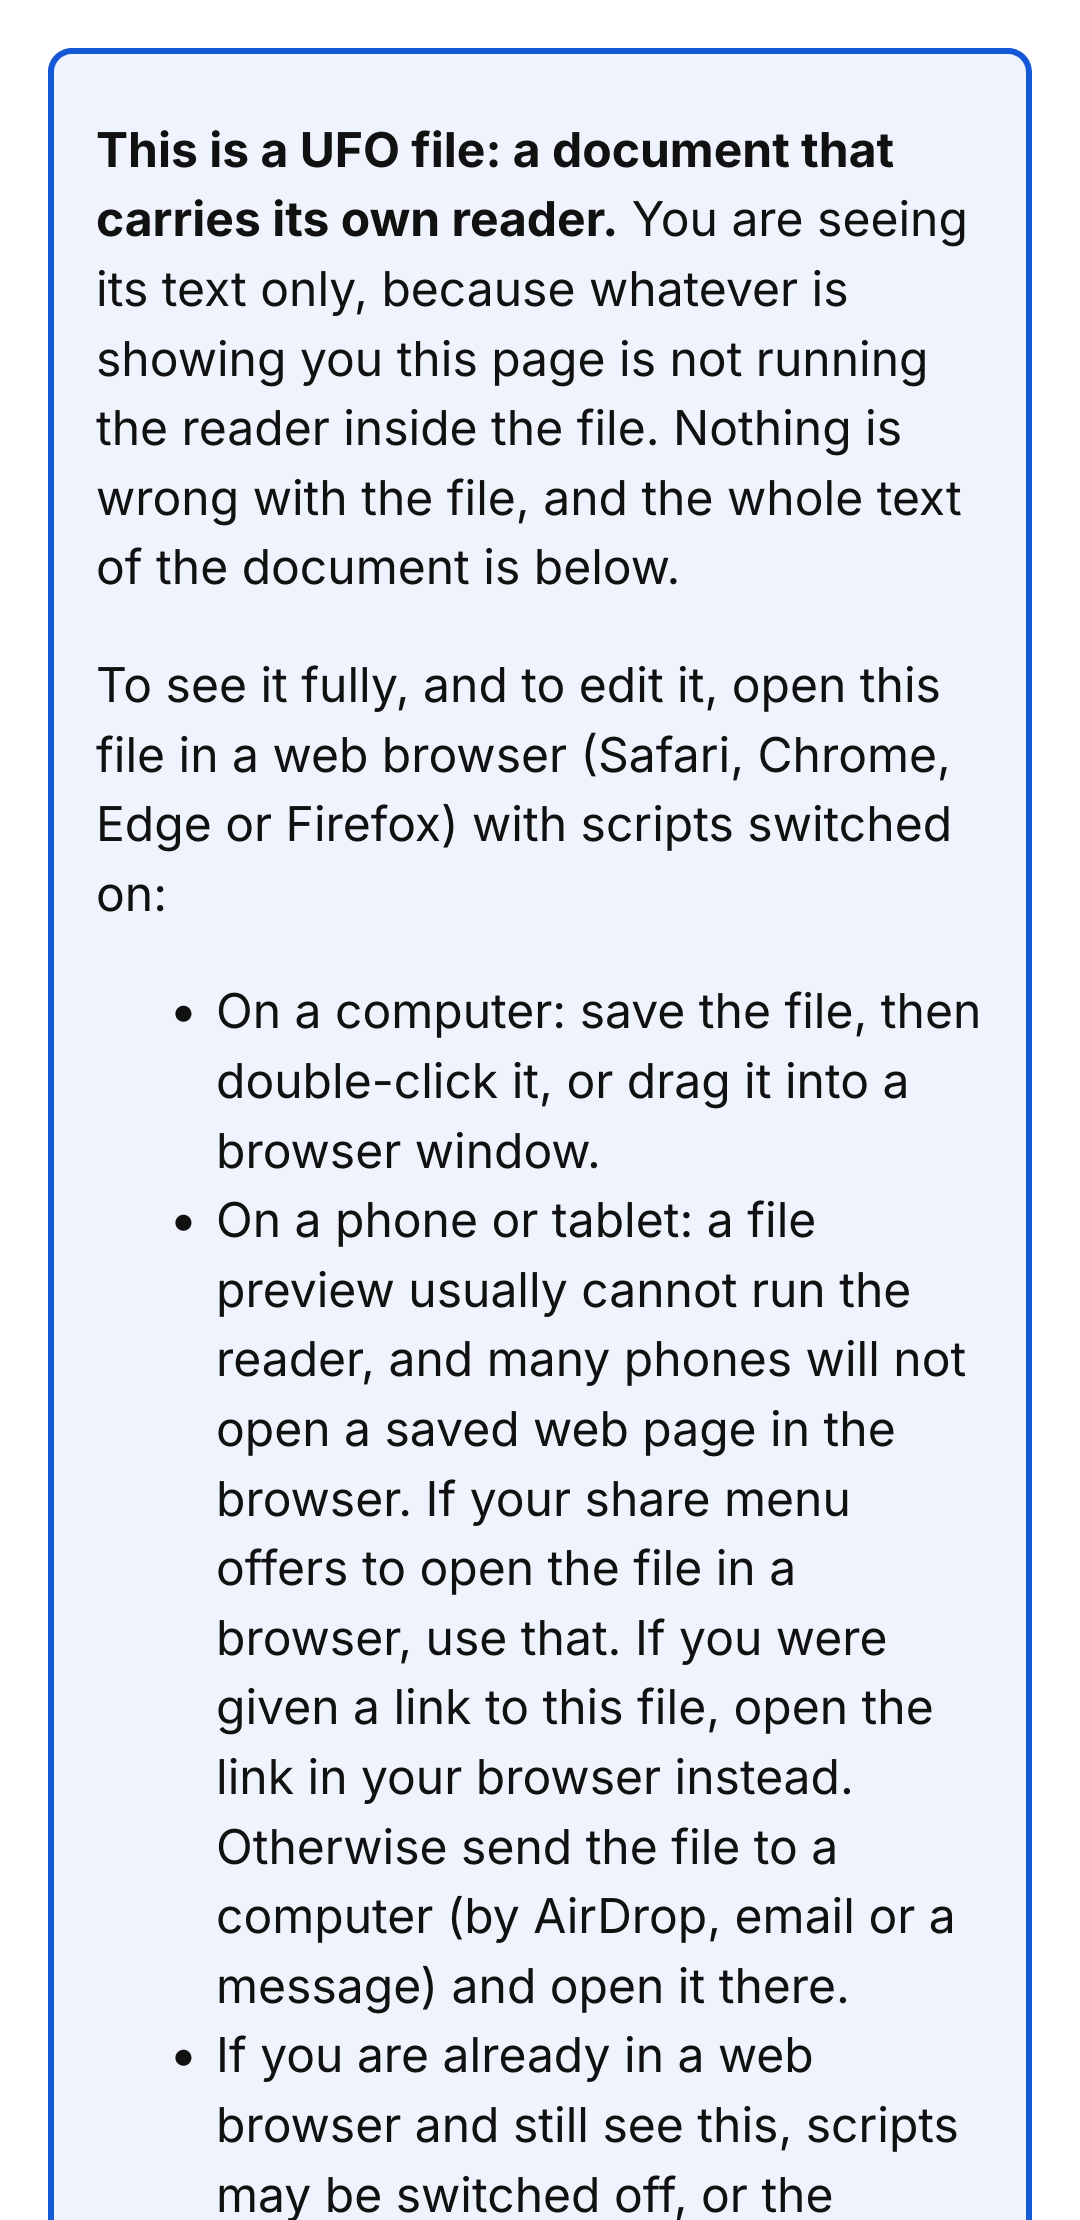 This is a UFO file: a document that
carries its own reader. You are seeing
its text only, because whatever is
showing you this page is not running
the reader inside the file. Nothing is
wrong with the file, and the whole text
of the document is below.
To see it fully, and to edit it, open this
file in a web browser (Safari, Chrome,
Edge or Firefox) with scripts switched
on:
• On a computer: save the file, then
double-click it, or drag it into a
browser window.
• On a phone or tablet: a file
preview usually cannot run the
reader, and many phones will not
open a saved web page in the
browser. If your share menu
offers to open the file in a
browser, use that. If you were
given a link to this file, open the
link in your browser instead.
Otherwise send the file to a
computer (by AirDrop, email or a
message) and open it there.
• If you are already in a web
browser and still see this, scripts
may be switched off, or the